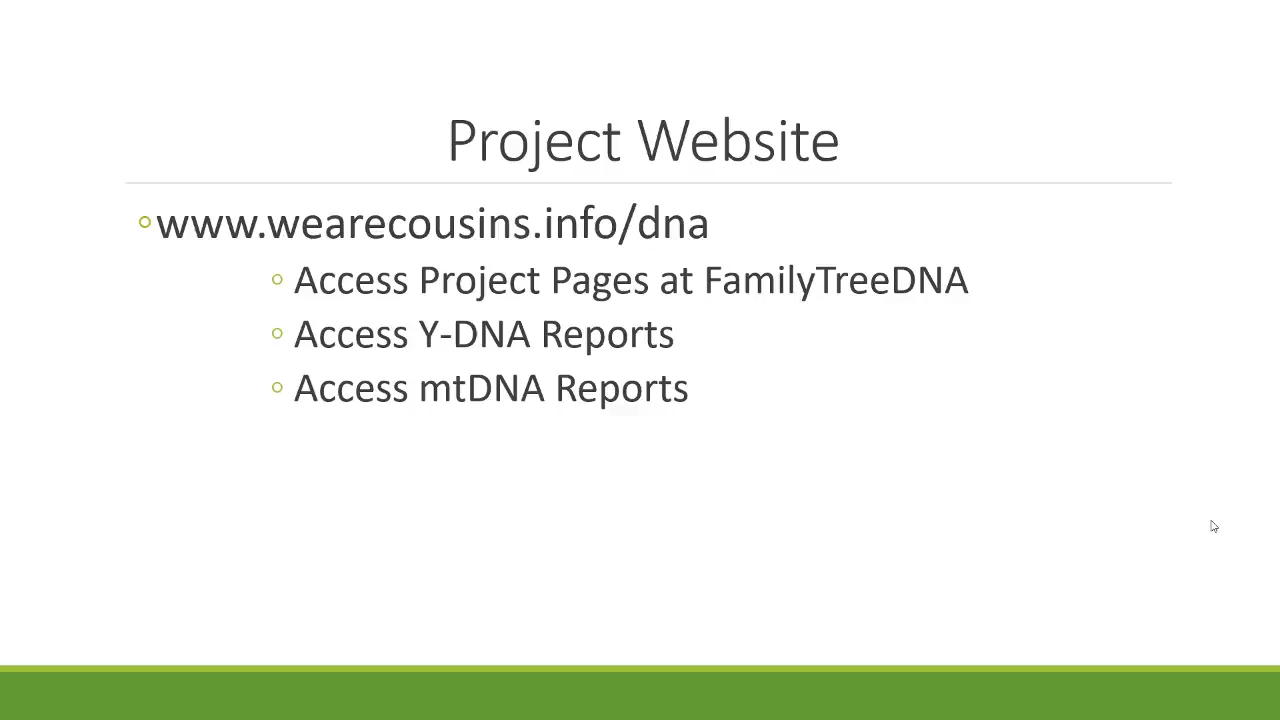 Project Website
◦www.wearecousins.info/dna
◦ Access Project Pages at FamilyTreeDNA
◦ Access Y-DNA Reports
◦ Access mtDNA Reports